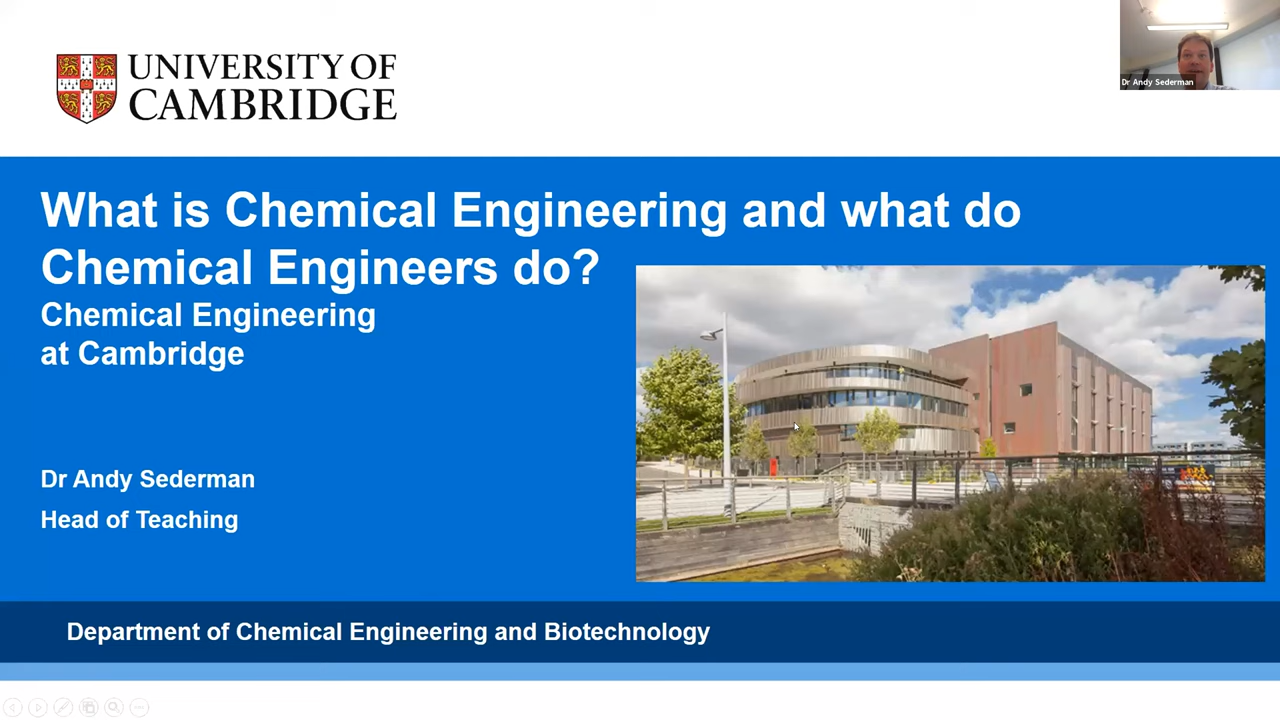 UNIVERSITY OF
CAMBRIDGE
Dr Andy Sederman
What is Chemical Engineering and what do
Chemical Engineers do?
Chemical Engineering
at Cambridge
Dr Andy Sederman
Head of Teaching
Department of Chemical Engineering and Biotechnology